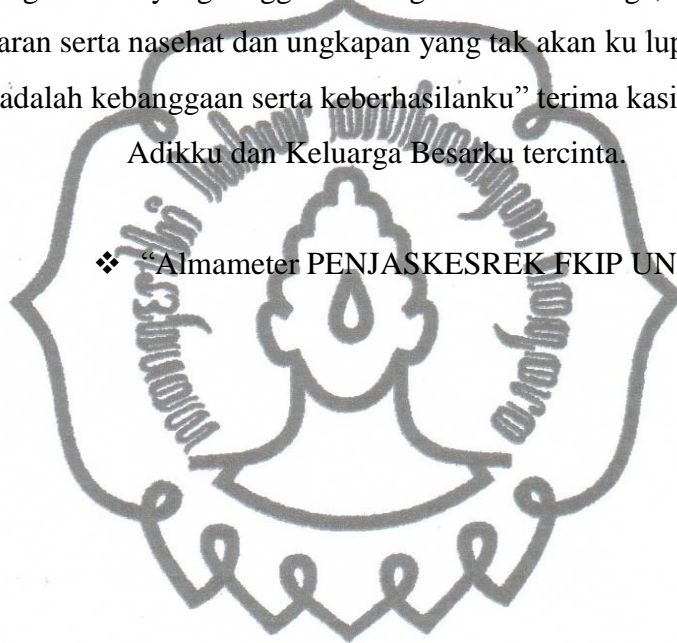 aran serta nasehat dan ungkapan yang tak akan ku lup
adalah kebanggaan serta keberhasilanku” terima kasi
Adikku dan Keluarga Besarku tercinta.
❖ “Almameter PENJASKESREK FKIP UN